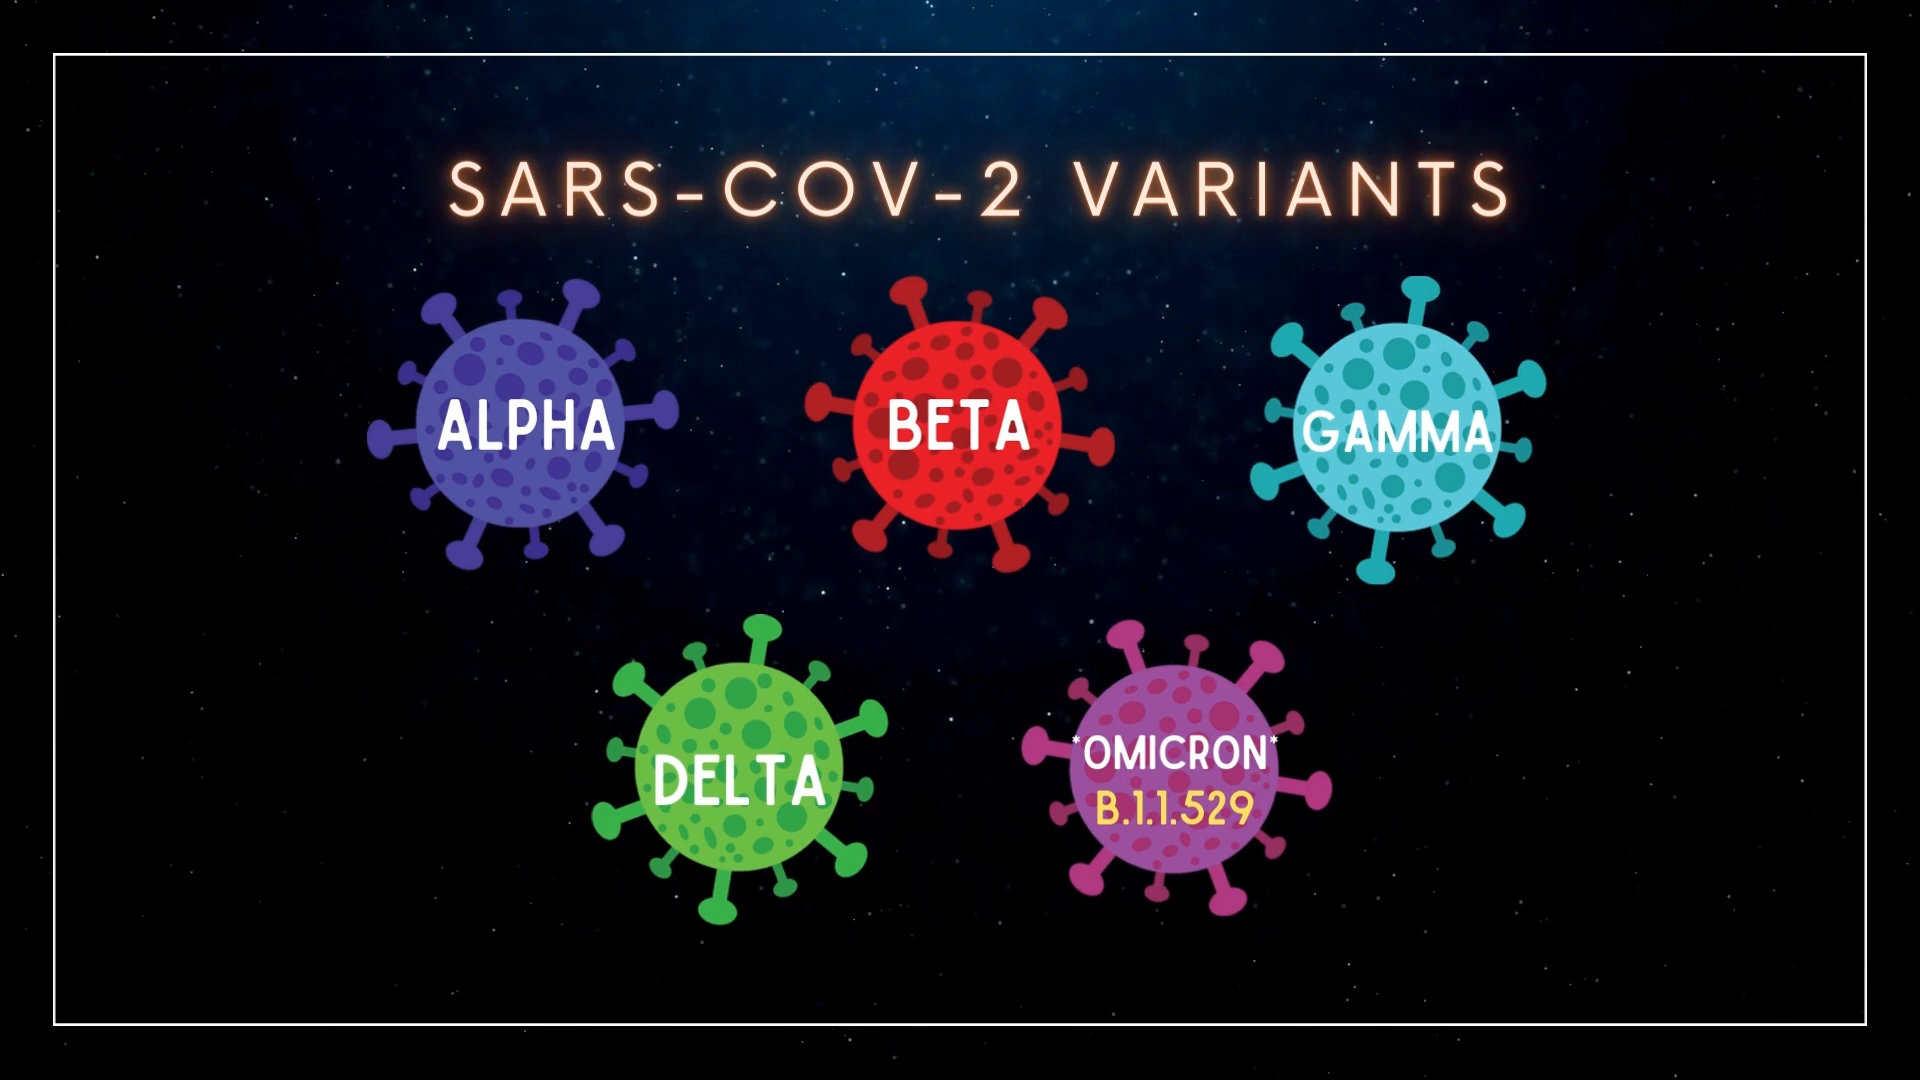 SARS-COV-2 VARIANTS
ALPHA
BETA
GAMMA
DELTA
*OMICRON*
B.1.1.529